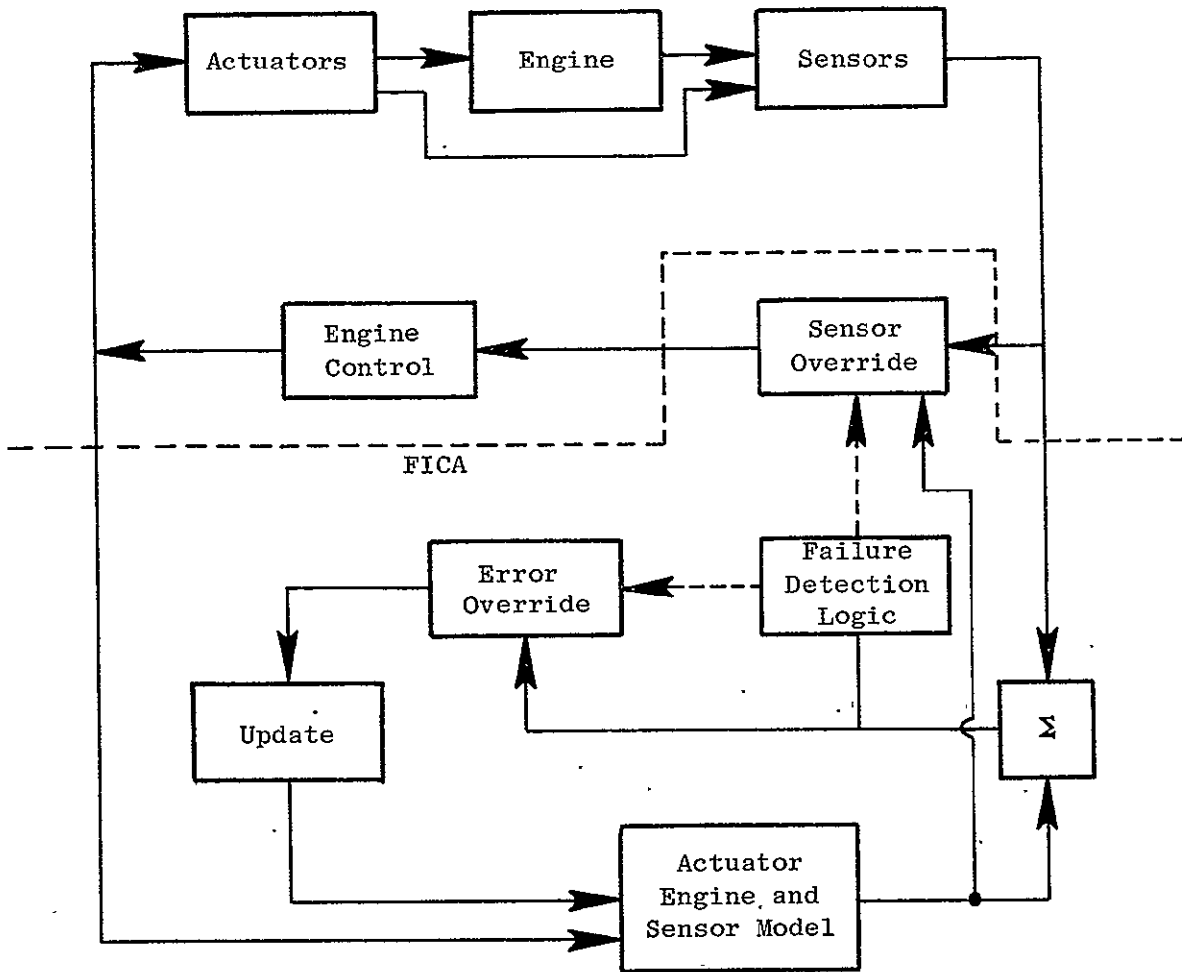 Actuators
Engine
Sensors
Engine
Control
Sensor
Override
FICA
Error
Override
Failure
Detection
Logic
Update
Σ
Actuator
Engine, and
Sensor Model